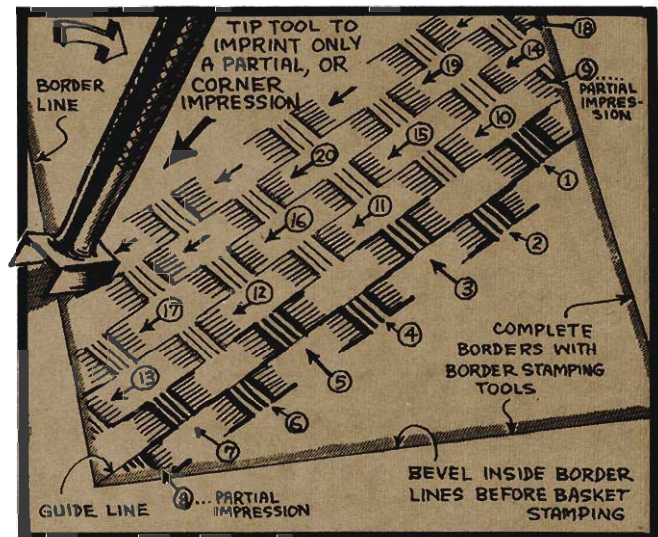 TIP TOOL TO
IMPRINT ONLY
A PARTIAL, OR
CORNER
IMPRESSION
BORDER
LINE
18
14
19
9.....
PARTIAL
IMPRES-
SION
10
15
20
1
11
16
2
3
12
17
4
COMPLETE
BORDERS WITH
BORDER STAMPING
TOOLS
5
13
6
7
BEVEL INSIDE BORDER
LINES BEFORE BASKET
STAMPING
GUIDE LINE
8... PARTIAL
IMPRESSION